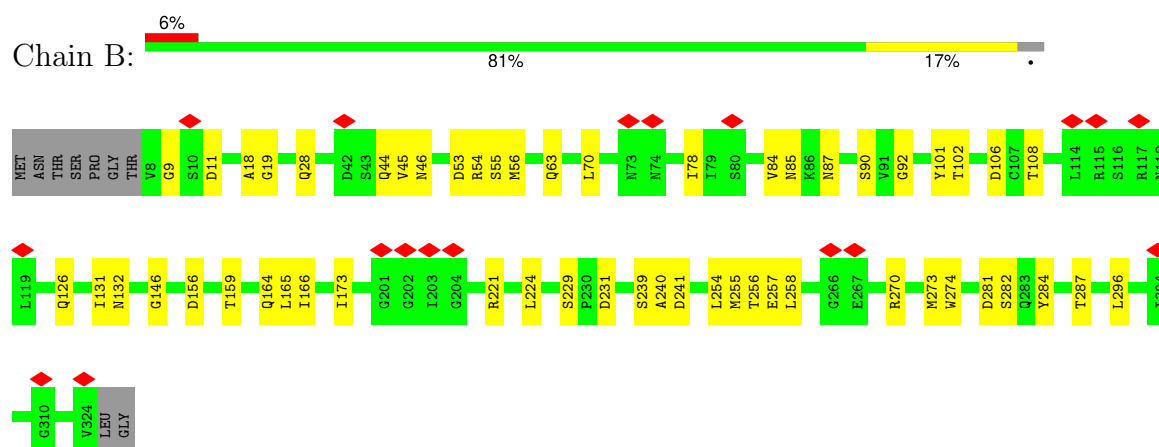 6%
Chain B:
81% 17% •
MET ASN THR SER PRO GLY THR V8 G9 S10 D11 A18 G19 Q28 D42 S43 Q44 V45 N46 D53 R54 S55 M56 Q63 L70 N73 N74 I78 I79 S80 V84 N85 K86 N87 S90 V91 G92 Y101 T102 D106 C107 T108 L114 R115 S116 R117
L119 Q126 I131 N132 G146 D156 T159 Q164 L165 I166 I173 G201 G202 I203 G204 R221 L224 S229 P230 D231 S239 A240 D241 L254 M255 T256 E257 L258 G266 E267 R270 M273 W274 D281 S282 Q283 Y284 T287 L296
G310 V324 LEU GLY